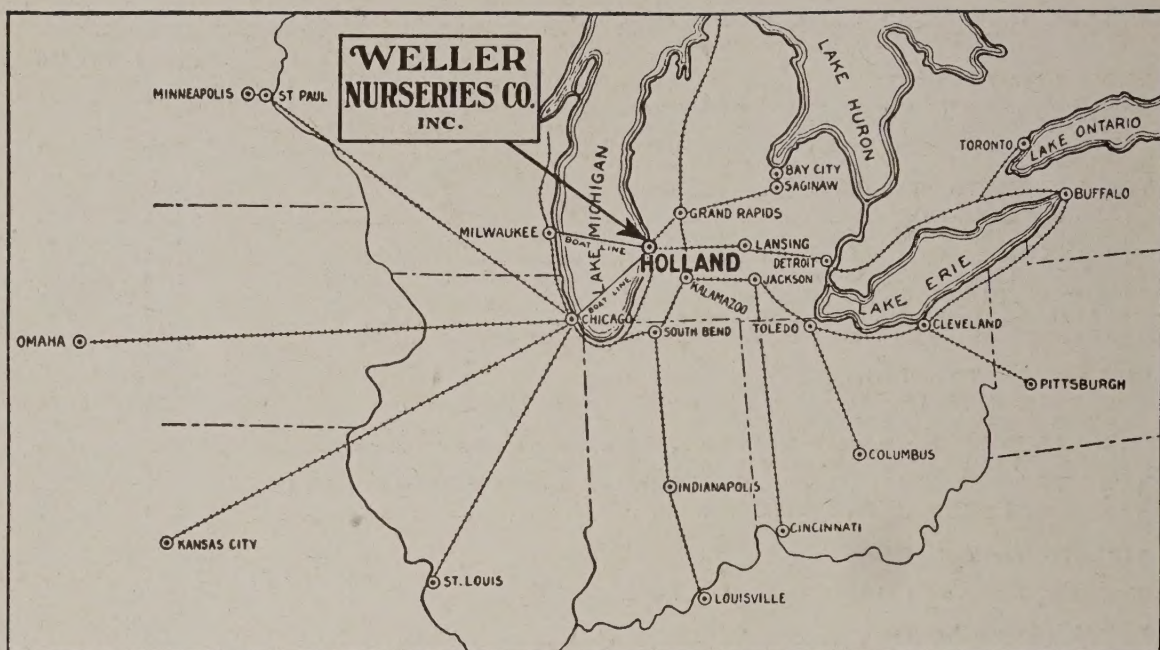 WELLER
NURSERIES CO.
INC.
MINNEAPOLIS
ST PAUL
LAKE HURON
LAKE ONTARIO
TORONTO
BAY CITY
SAGINAW
BUFFALO
LAKE MICHIGAN
GRAND RAPIDS
MILWAUKEE
BOAT LINE
LANSING
HOLLAND
DETROIT
JACKSON
KALAMAZOO
LAKE ERIE
BOAT LINE
CHICAGO
SOUTH BEND
TOLEDO
CLEVELAND
OMAHA
PITTSBURGH
COLUMBUS
INDIANAPOLIS
CINCINNATI
KANSAS CITY
ST. LOUIS
LOUISVILLE